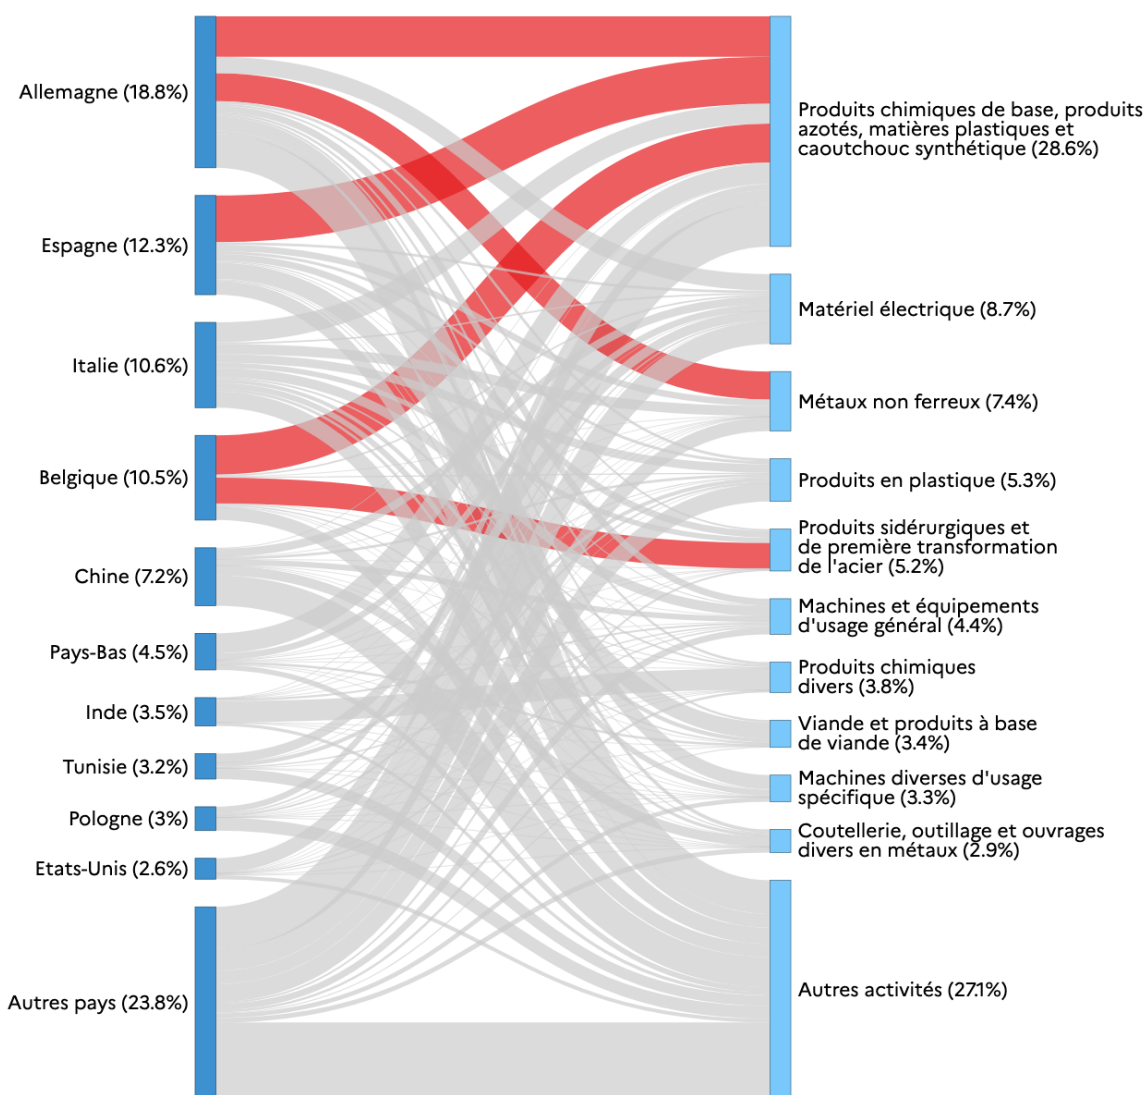 Allemagne (18.8%)
Espagne (12.3%)
Italie (10.6%)
Belgique (10.5%)
Chine (7.2%)
Pays-Bas (4.5%)
Inde (3.5%)
Tunisie (3.2%)
Pologne (3%)
Etats-Unis (2.6%)
Autres pays (23.8%)
Produits chimiques de base, produits
azotés, matières plastiques et
caoutchouc synthétique (28.6%)
Matériel électrique (8.7%)
Métaux non ferreux (7.4%)
Produits en plastique (5.3%)
Produits sidérurgiques et
de première transformation
de l'acier (5.2%)
Machines et équipements
d'usage général (4.4%)
Produits chimiques
divers (3.8%)
Viande et produits à base
de viande (3.4%)
Machines diverses d'usage
spécifique (3.3%)
Coutellerie, outillage et ouvrages
divers en métaux (2.9%)
Autres activités (27.1%)